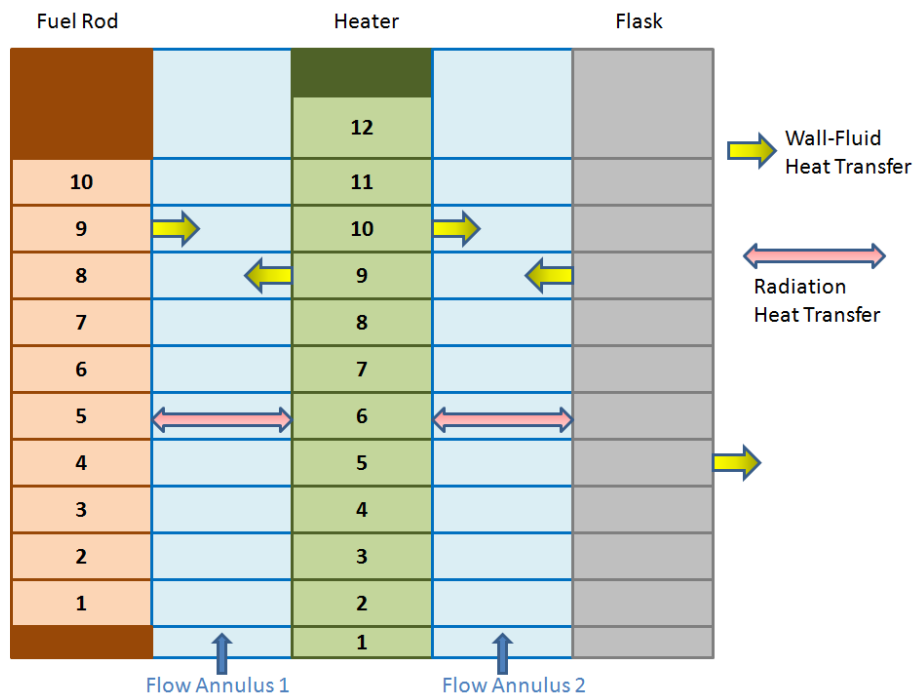 Fuel Rod
Heater
Flask
12
10
11
9
10
8
9
7
8
6
7
5
6
4
5
3
4
2
3
1
2
1
Wall-Fluid
Heat Transfer
Radiation
Heat Transfer
Flow Annulus 1
Flow Annulus 2